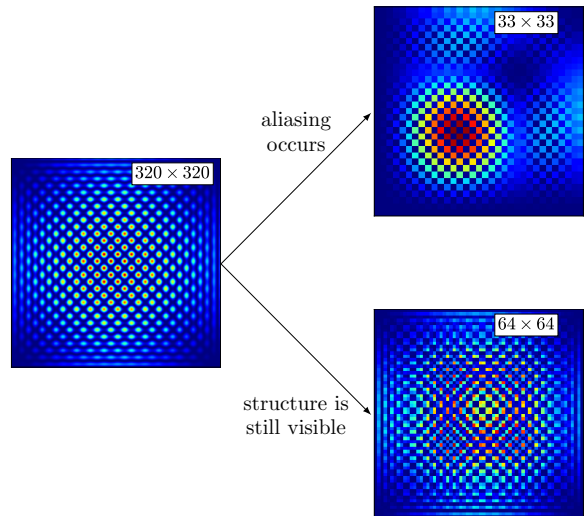 33 × 33
aliasing
occurs
320 × 320
64 × 64
structure is
still visible